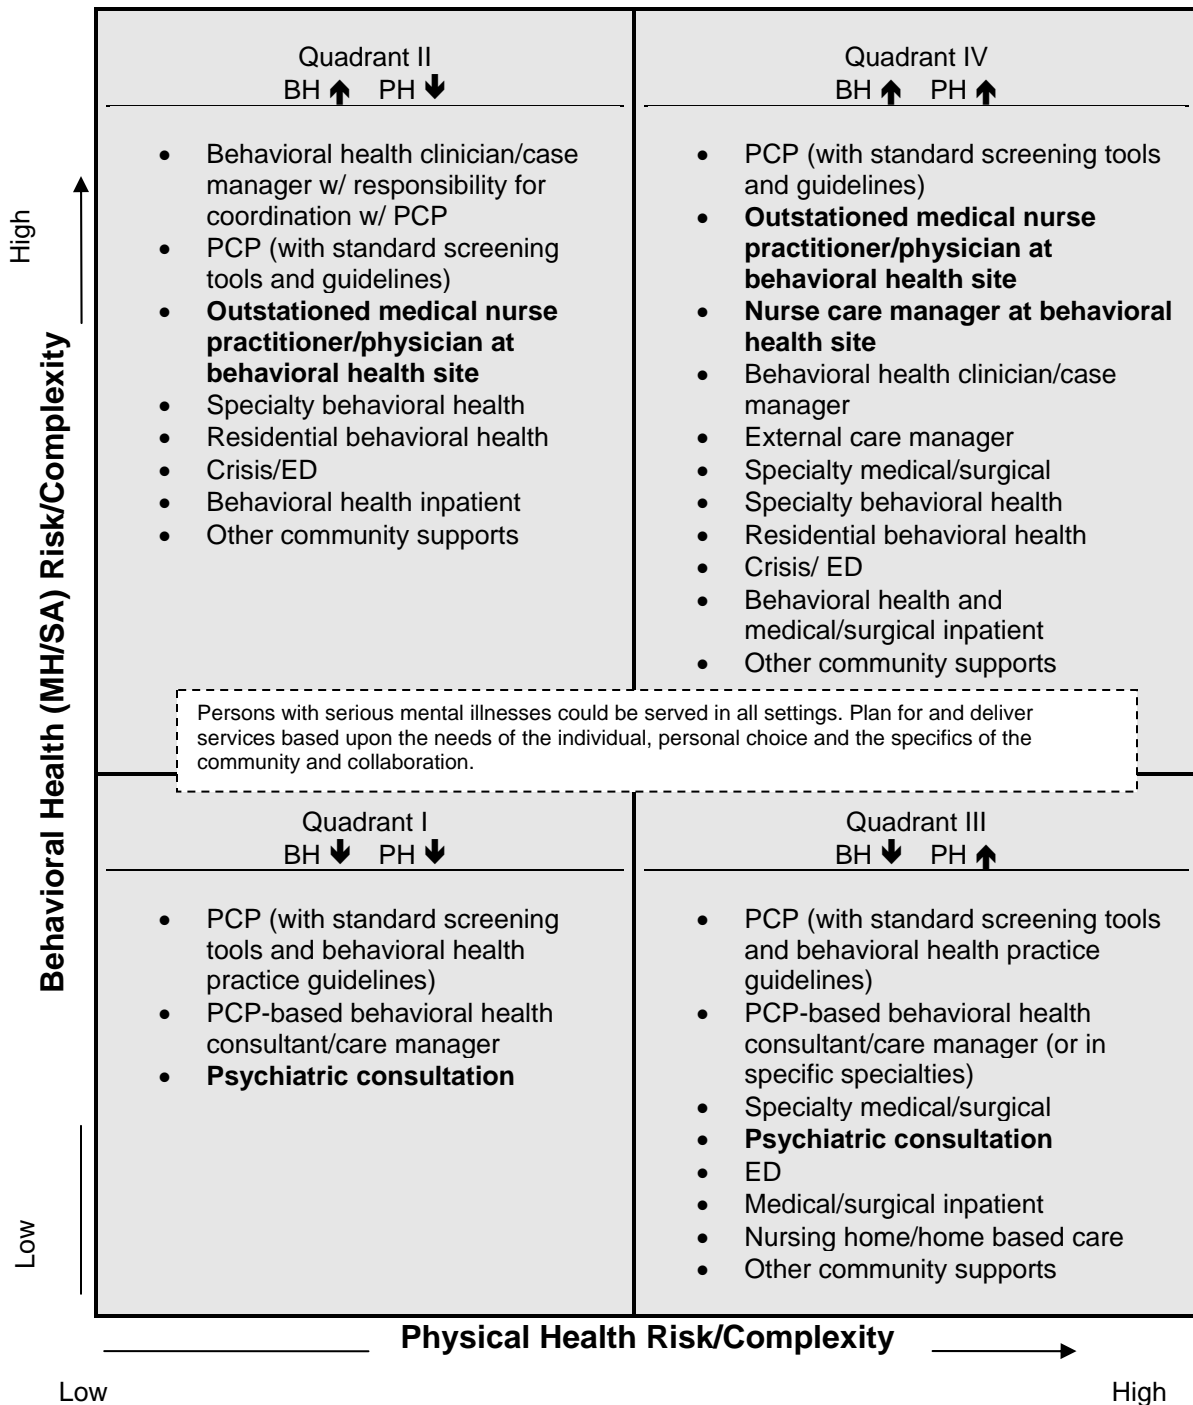 Quadrant II
BH 🡹 PH 🡻
• Behavioral health clinician/case
manager w/ responsibility for
coordination w/ PCP
• PCP (with standard screening
tools and guidelines)
• Outstationed medical nurse
practitioner/physician at
behavioral health site
• Specialty behavioral health
• Residential behavioral health
• Crisis/ED
• Behavioral health inpatient
• Other community supports
Quadrant IV
BH 🡹 PH 🡹
• PCP (with standard screening tools
and guidelines)
• Outstationed medical nurse
practitioner/physician at
behavioral health site
• Nurse care manager at behavioral
health site
• Behavioral health clinician/case
manager
• External care manager
• Specialty medical/surgical
• Specialty behavioral health
• Residential behavioral health
• Crisis/ ED
• Behavioral health and
medical/surgical inpatient
• Other community supports
Persons with serious mental illnesses could be served in all settings. Plan for and deliver
services based upon the needs of the individual, personal choice and the specifics of the
community and collaboration.
Quadrant I
BH 🡻 PH 🡻
• PCP (with standard screening
tools and behavioral health
practice guidelines)
• PCP-based behavioral health
consultant/care manager
• Psychiatric consultation
Quadrant III
BH 🡻 PH 🡹
• PCP (with standard screening tools
and behavioral health practice
guidelines)
• PCP-based behavioral health
consultant/care manager (or in
specific specialties)
• Specialty medical/surgical
• Psychiatric consultation
• ED
• Medical/surgical inpatient
• Nursing home/home based care
• Other community supports
High
Behavioral Health (MH/SA) Risk/Complexity
Low
Physical Health Risk/Complexity
Low
High